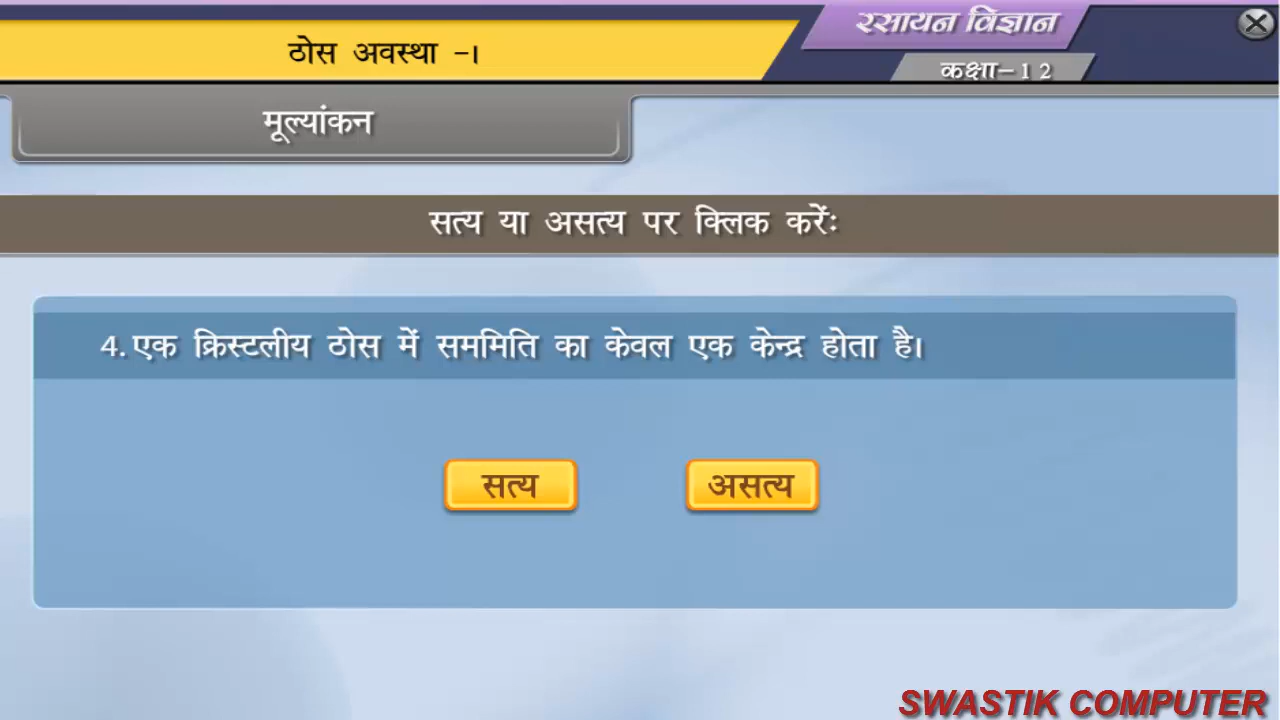 रसायन विज्ञान
ठोस अवस्था -।
कक्षा-12
मूल्यांकन
सत्य या असत्य पर क्लिक करेंः
4. एक क्रिस्टलीय ठोस में सममिति का केवल एक केन्द्र होता है।
सत्य असत्य
SWASTIK COMPUTER